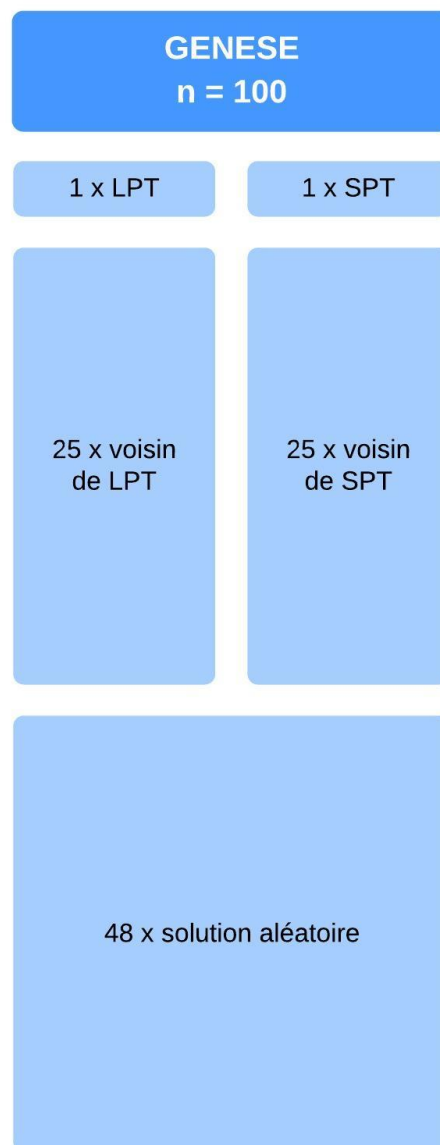 GENESE
n = 100
1 x LPT
1 x SPT
25 x voisin
de LPT
25 x voisin
de SPT
48 x solution aléatoire